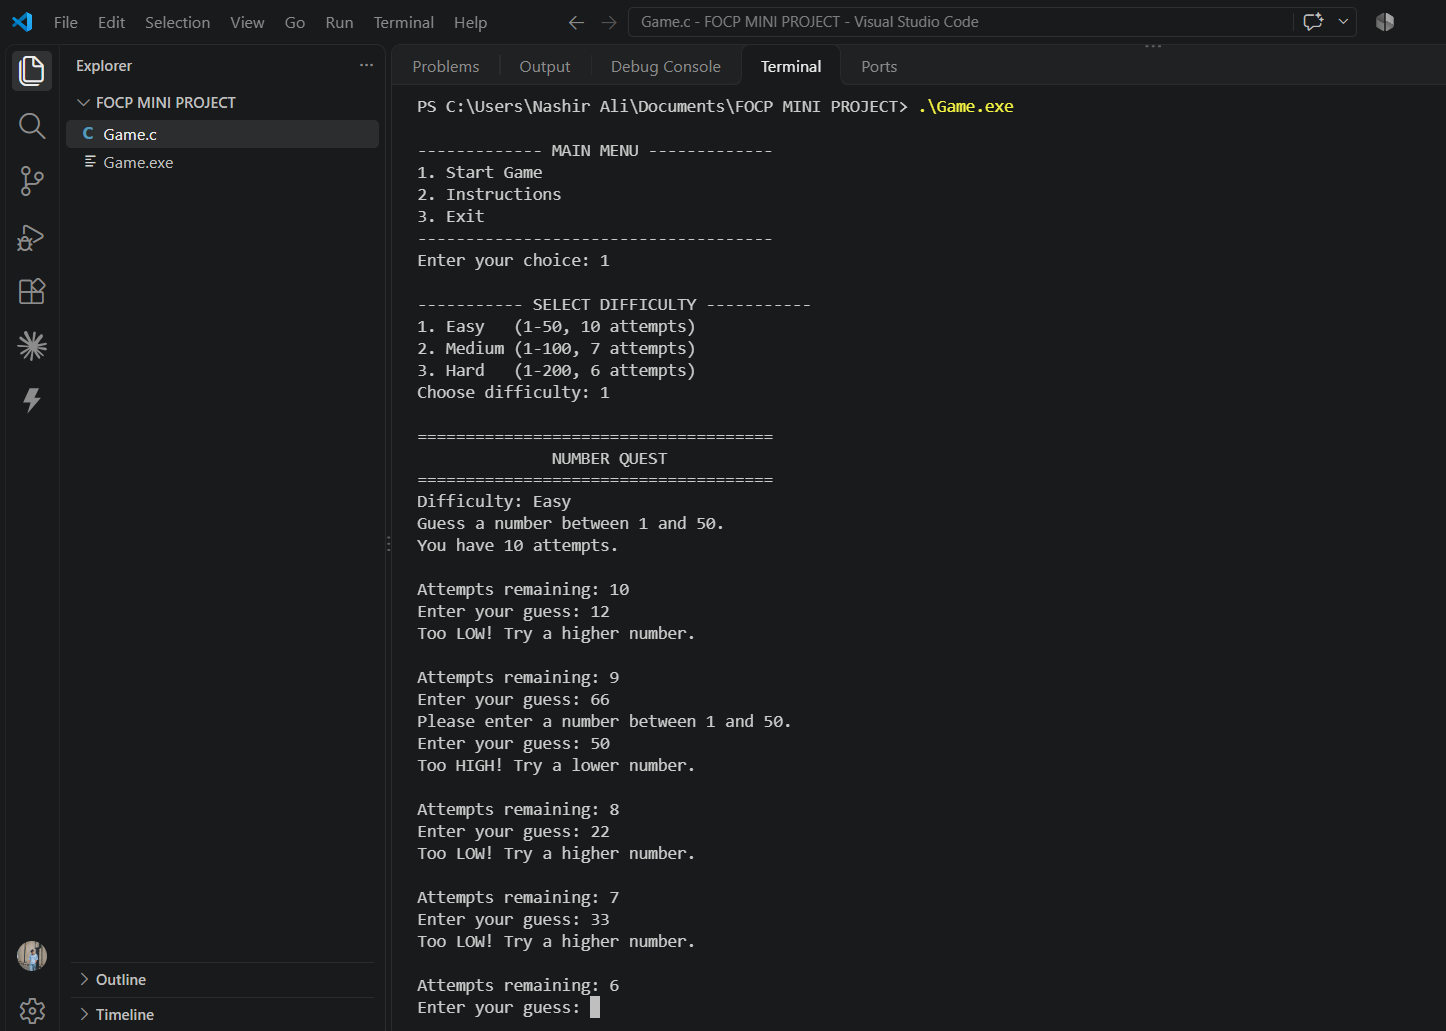 File Edit Selection View Go Run Terminal Help
Game.c - FOCP MINI PROJECT - Visual Studio Code
Explorer
FOCP MINI PROJECT
C Game.c
Game.exe
Outline
Timeline
Problems Output Debug Console Terminal Ports
PS C:\Users\Nashir Ali\Documents\FOCP MINI PROJECT> .\Game.exe
------------- MAIN MENU -------------
1. Start Game
2. Instructions
3. Exit
-------------------------------------
Enter your choice: 1
----------- SELECT DIFFICULTY -----------
1. Easy   (1-50, 10 attempts)
2. Medium (1-100, 7 attempts)
3. Hard   (1-200, 6 attempts)
Choose difficulty: 1
=====================================
NUMBER QUEST
=====================================
Difficulty: Easy
Guess a number between 1 and 50.
You have 10 attempts.
Attempts remaining: 10
Enter your guess: 12
Too LOW! Try a higher number.
Attempts remaining: 9
Enter your guess: 66
Please enter a number between 1 and 50.
Enter your guess: 50
Too HIGH! Try a lower number.
Attempts remaining: 8
Enter your guess: 22
Too LOW! Try a higher number.
Attempts remaining: 7
Enter your guess: 33
Too LOW! Try a higher number.
Attempts remaining: 6
Enter your guess: